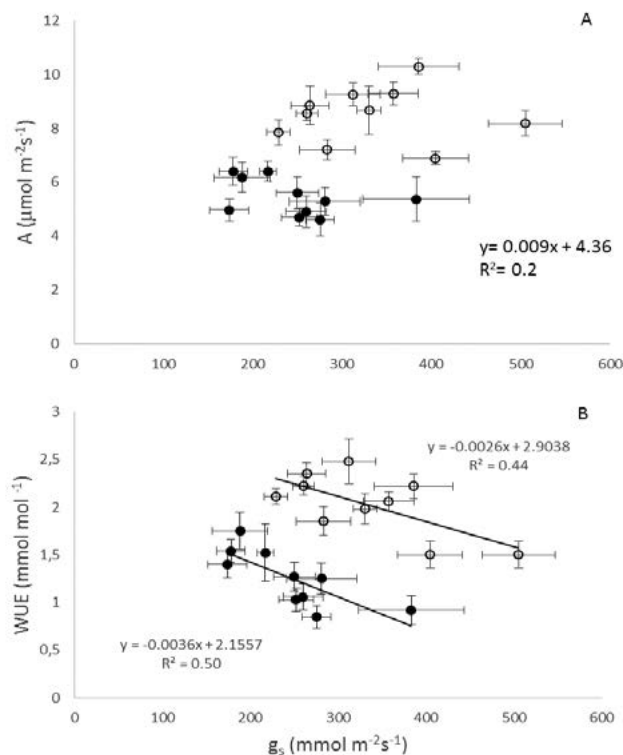 A
12
10
8
6
4
2
0
A (µmol m⁻²s⁻¹)
y= 0.009x + 4.36
R²= 0.2
0 100 200 300 400 500 600
B
3
2,5
2
1,5
1
0,5
0
WUE (mmol mol ⁻¹)
y = -0.0026x + 2.9038
R² = 0.44
y = -0.0036x + 2.1557
R² = 0.50
0 100 200 300 400 500 600
gₛ (mmol m⁻²s⁻¹)